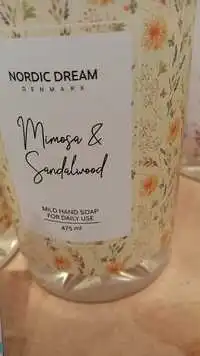 NORDIC DREAM
DENMARK
Mimosa &
Sandalwood
MILD HAND SOAP
FOR DAILY USE
475 ml